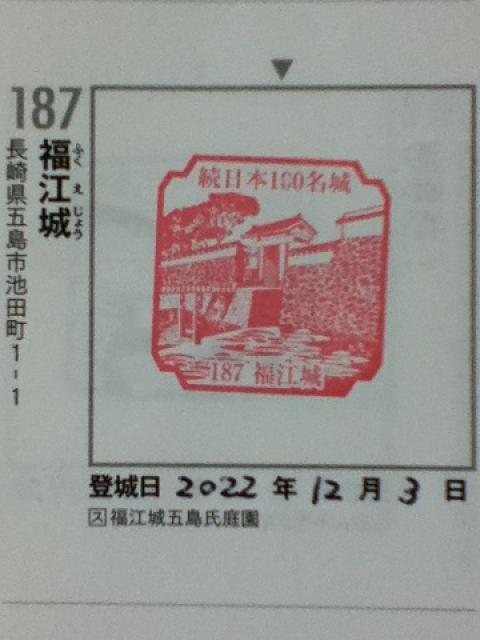 187
福江城
ふくえじょう
長崎県五島市池田町1-1
続日本100名城
187 福江城
登城日 2022 年 12 月 3 日
ス福江城五島氏庭園